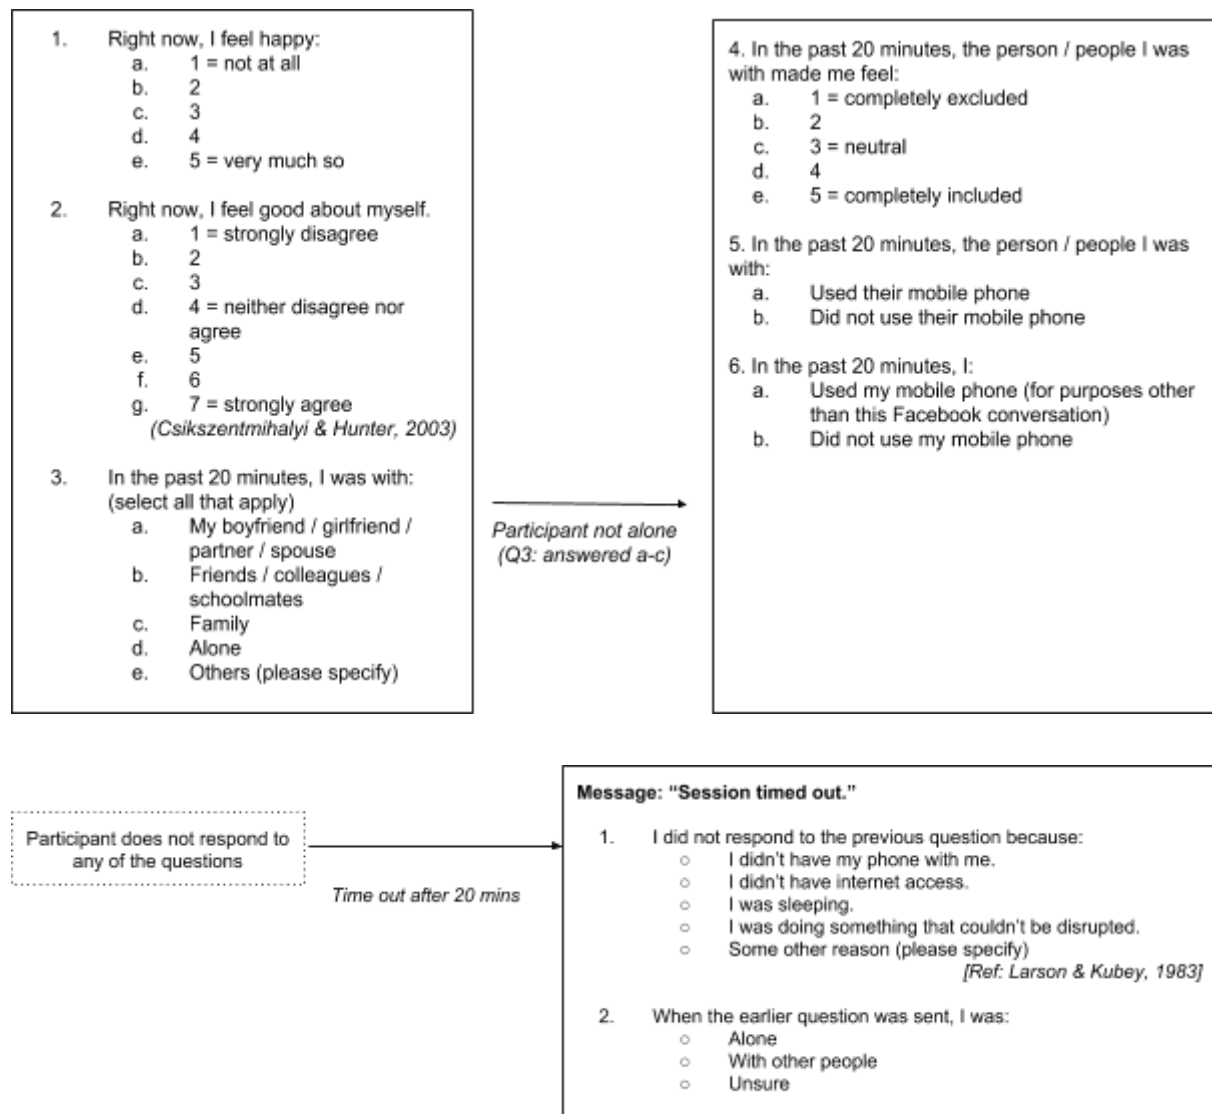 1. Right now, I feel happy:
a. 1 = not at all
b. 2
c. 3
d. 4
e. 5 = very much so
2. Right now, I feel good about myself.
a. 1 = strongly disagree
b. 2
c. 3
d. 4 = neither disagree nor
agree
e. 5
f. 6
g. 7 = strongly agree
(Csikszentmihalyi & Hunter, 2003)
3. In the past 20 minutes, I was with:
(select all that apply)
a. My boyfriend / girlfriend /
partner / spouse
b. Friends / colleagues /
schoolmates
c. Family
d. Alone
e. Others (please specify)
Participant not alone
(Q3: answered a-c)
4. In the past 20 minutes, the person / people I was
with made me feel:
a. 1 = completely excluded
b. 2
c. 3 = neutral
d. 4
e. 5 = completely included
5. In the past 20 minutes, the person / people I was
with:
a. Used their mobile phone
b. Did not use their mobile phone
6. In the past 20 minutes, I:
a. Used my mobile phone (for purposes other
than this Facebook conversation)
b. Did not use my mobile phone
Participant does not respond to
any of the questions
Time out after 20 mins
Message: “Session timed out.”
1. I did not respond to the previous question because:
○ I didn’t have my phone with me.
○ I didn’t have internet access.
○ I was sleeping.
○ I was doing something that couldn’t be disrupted.
○ Some other reason (please specify)
[Ref: Larson & Kubey, 1983]
2. When the earlier question was sent, I was:
○ Alone
○ With other people
○ Unsure